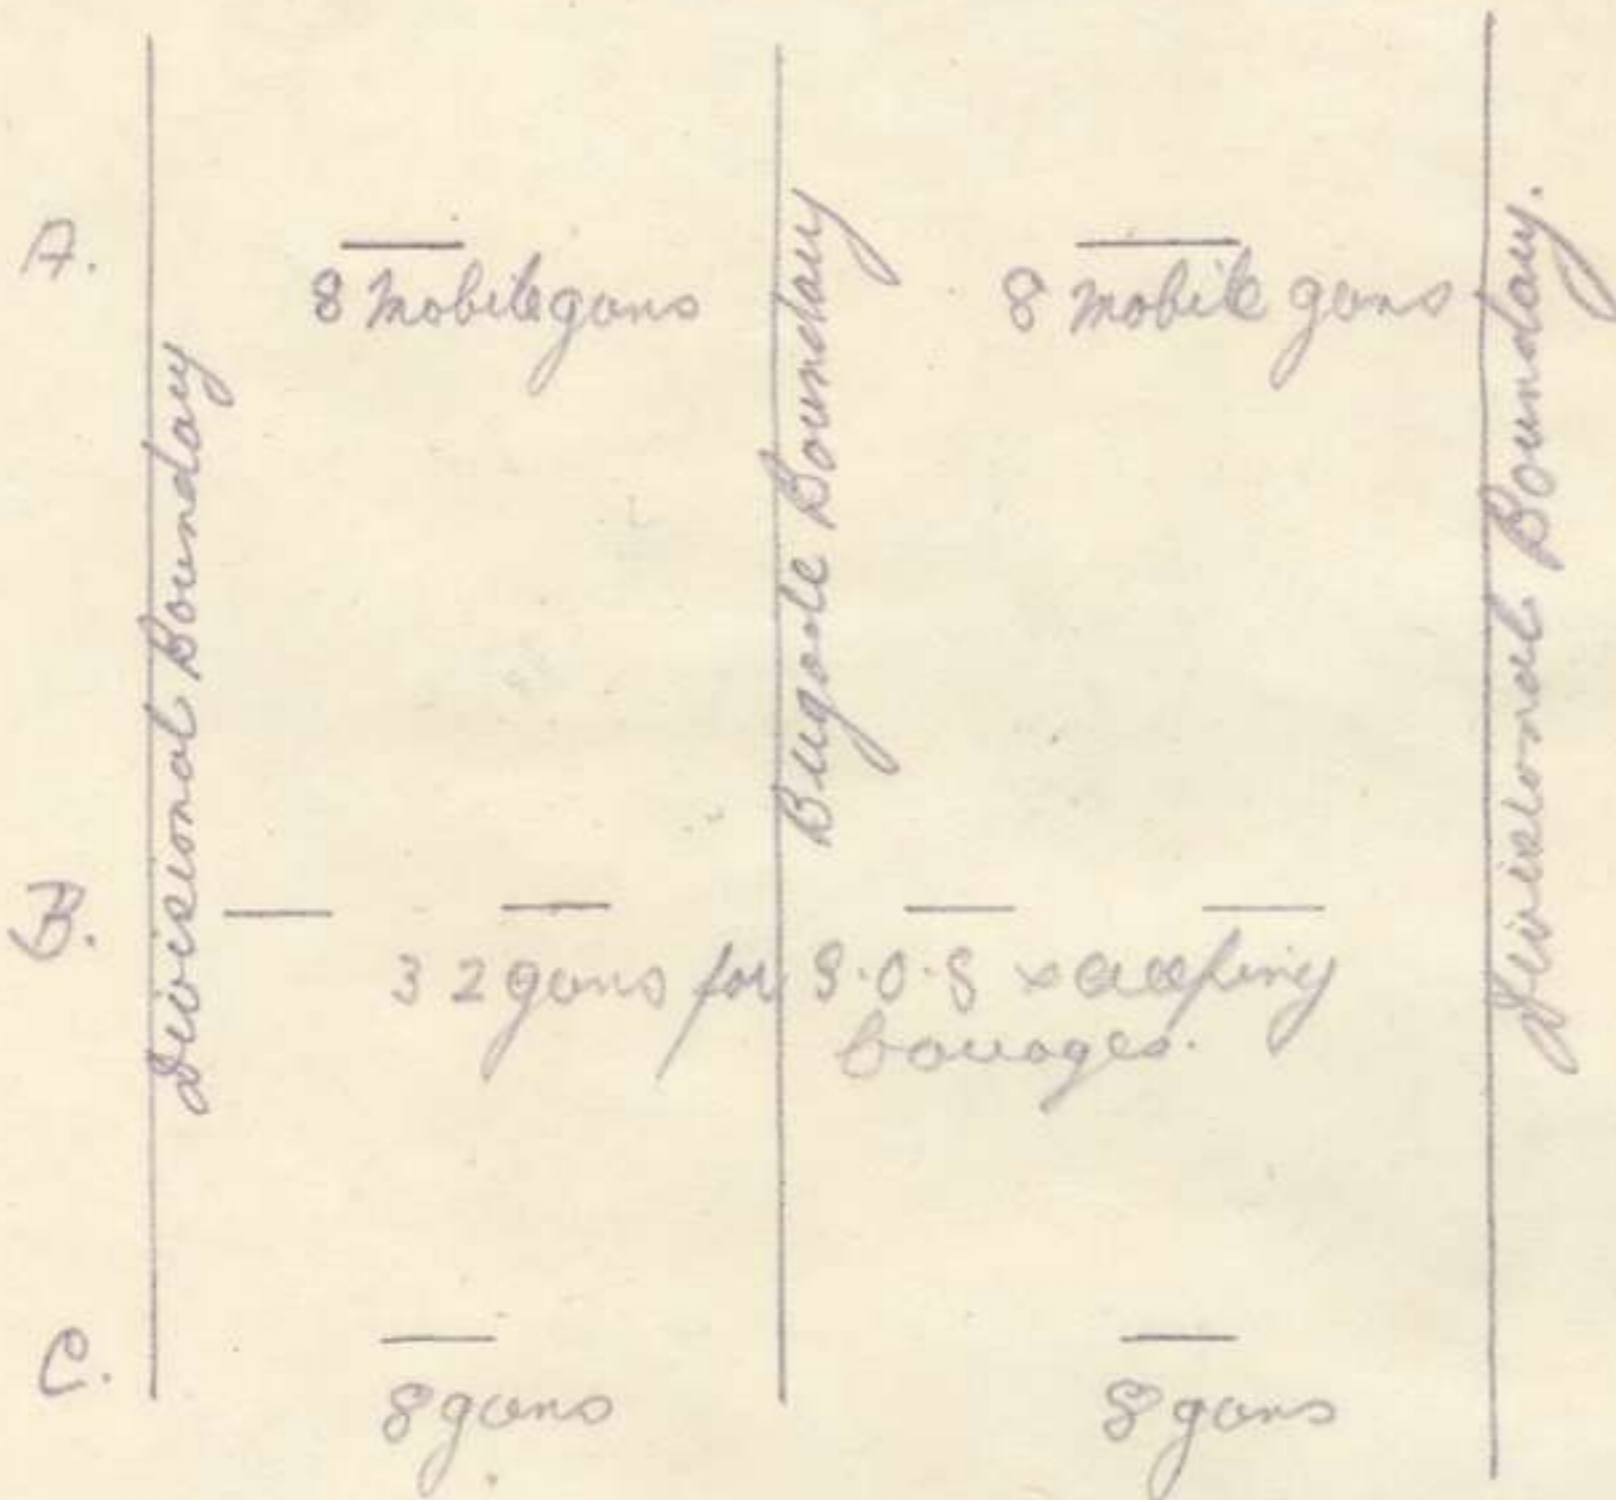 A.
8 Mobile guns
8 mobile guns
Divisional Boundary
Brigade Boundary
Divisional Boundary.
B.
32 guns for S.O.S & creeping
barrages.
C.
8 guns
8 guns